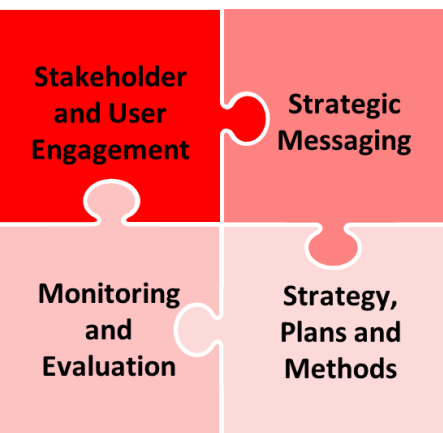 Stakeholder
and User
Engagement
Strategic
Messaging
Monitoring
and
Evaluation
Strategy,
Plans and
Methods